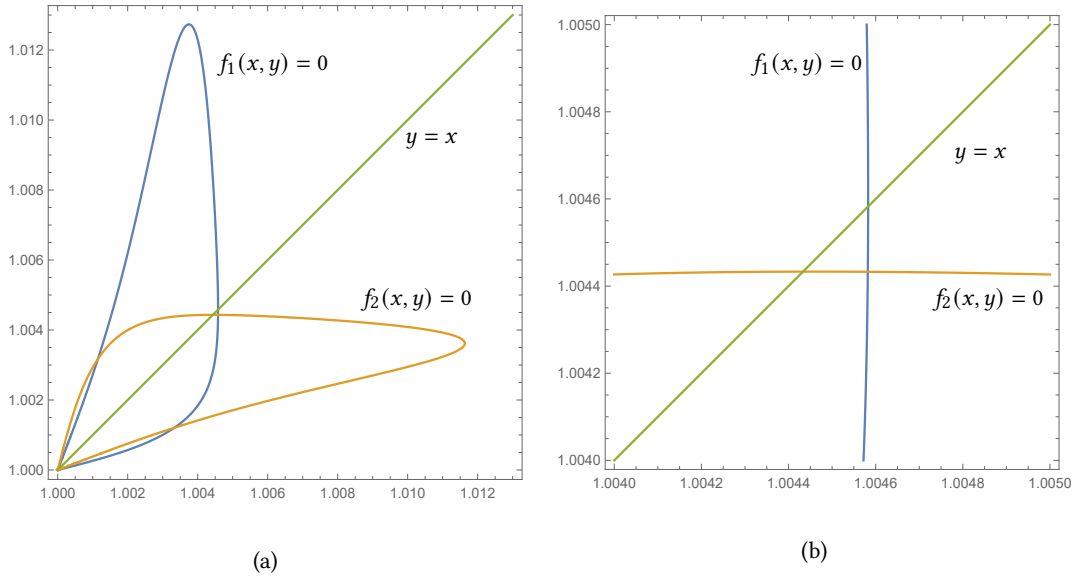 1.012
1.010
1.008
1.006
1.004
1.002
1.000
1.000 1.002 1.004 1.006 1.008 1.010 1.012
f₁(x, y) = 0
y = x
f₂(x, y) = 0
(a)
1.0050
1.0048
1.0046
1.0044
1.0042
1.0040
1.0040 1.0042 1.0044 1.0046 1.0048 1.0050
f₁(x, y) = 0
y = x
f₂(x, y) = 0
(b)